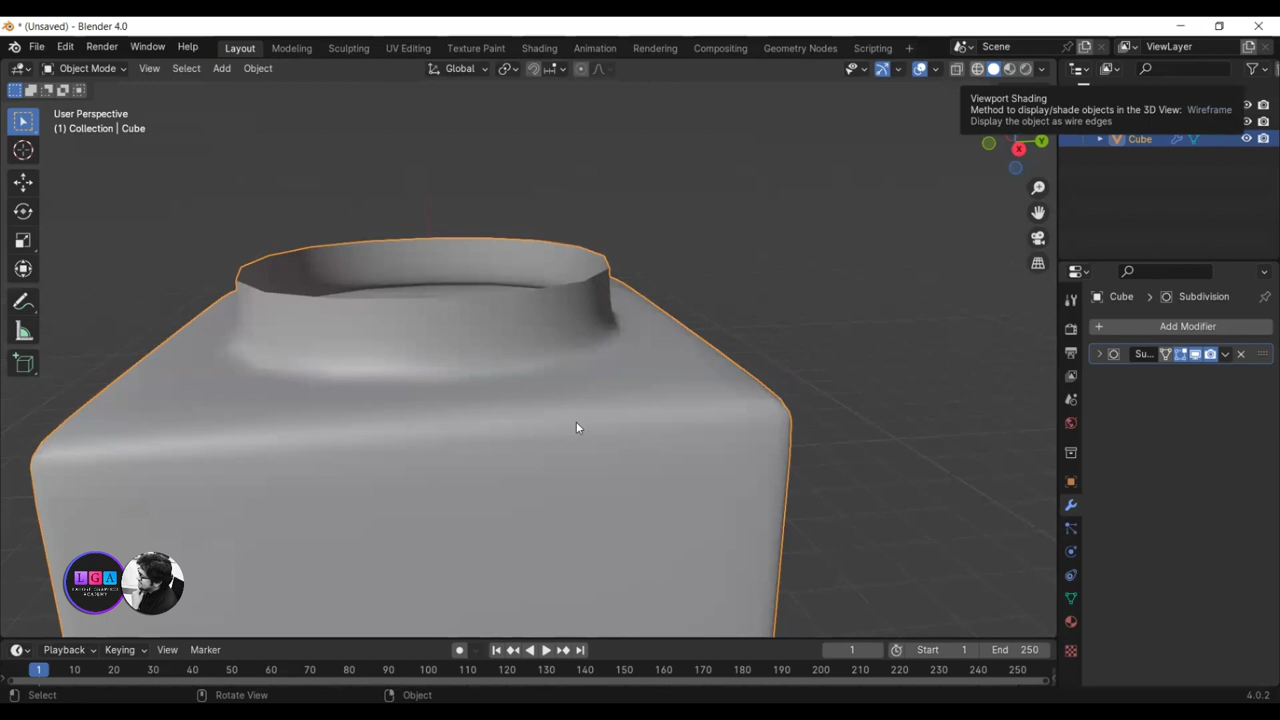 * (Unsaved) - Blender 4.0
File Edit Render Window Help Layout Modeling Sculpting UV Editing Texture Paint Shading Animation Rendering Compositing Geometry Nodes Scripting + Scene ViewLayer
Object Mode View Select Add Object Global
User Perspective
(1) Collection | Cube
Viewport Shading
Method to display/shade objects in the 3D View: Wireframe
Display the object as wire edges
X Y
Cube
Cube Subdivision
+ Add Modifier
Su...
LGA
Playback Keying View Marker 1 Start 1 End 250
1 10 20 30 40 50 60 70 80 90 100 110 120 130 140 150 160 170 180 190 200 210 220 230 240 250
Select Rotate View Object 4.0.2